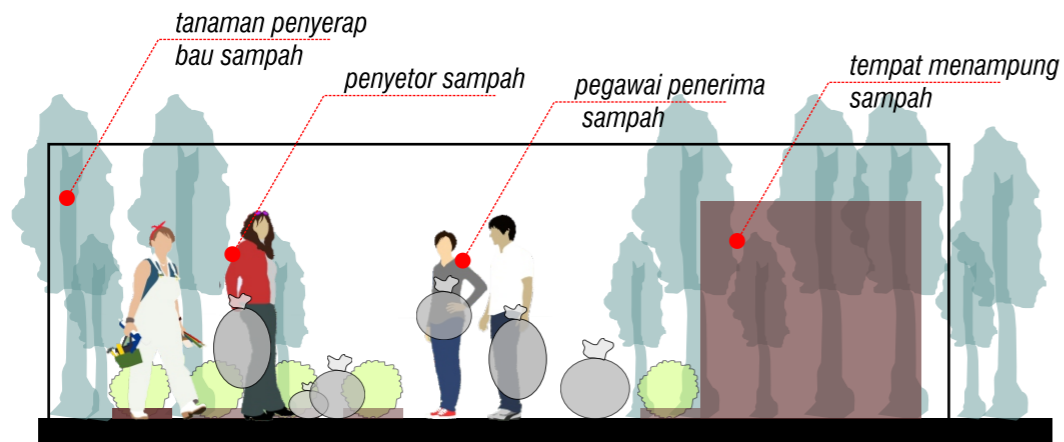 tanaman penyerap
bau sampah
penyetor sampah
pegawai penerima
sampah
tempat menampung
sampah